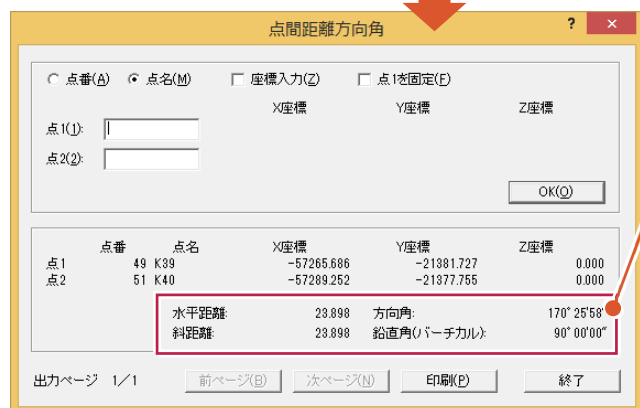 点間距離方向角 ? ×
点番(A) 点名(M) 座標入力(Z) 点1を固定(F)
X座標 Y座標 Z座標
点1(1):
点2(2):
OK(O)
点番 点名 X座標 Y座標 Z座標
点1 49 K39 -57265.686 -21381.727 0.000
点2 51 K40 -57289.252 -21377.755 0.000
水平距離: 23.898 方向角: 170°25'58"
斜距離: 23.898 鉛直角(バーチカル): 90°00'00"
出力ページ 1/1 前ページ(B) 次ページ(N) 印刷(P) 終了